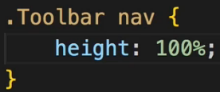 .Toolbar nav {
    height: 100%;
}